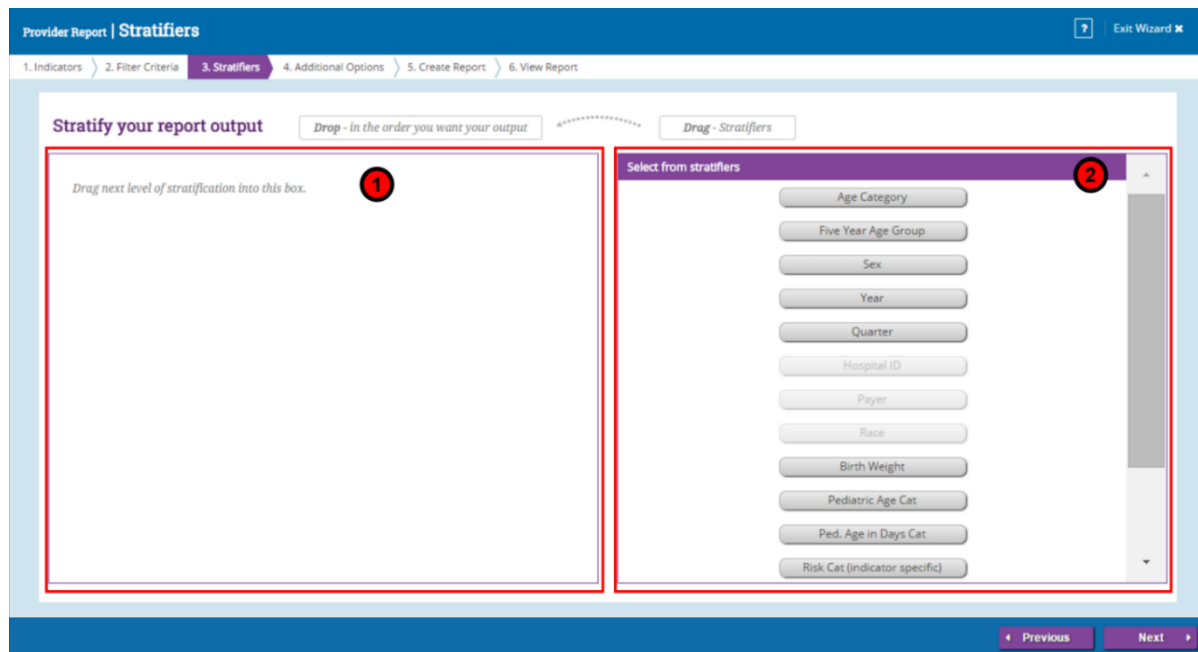 Provider Report | Stratifiers
? Exit Wizard ✖
1. Indicators 2. Filter Criteria 3. Stratifiers 4. Additional Options 5. Create Report 6. View Report
Stratify your report output
Drop - in the order you want your output
Drag - Stratifiers
Drag next level of stratification into this box.
1
Select from stratifiers
2
Age Category
Five Year Age Group
Sex
Year
Quarter
Hospital ID
Payer
Race
Birth Weight
Pediatric Age Cat
Ped. Age in Days Cat
Risk Cat (indicator specific)
Previous
Next